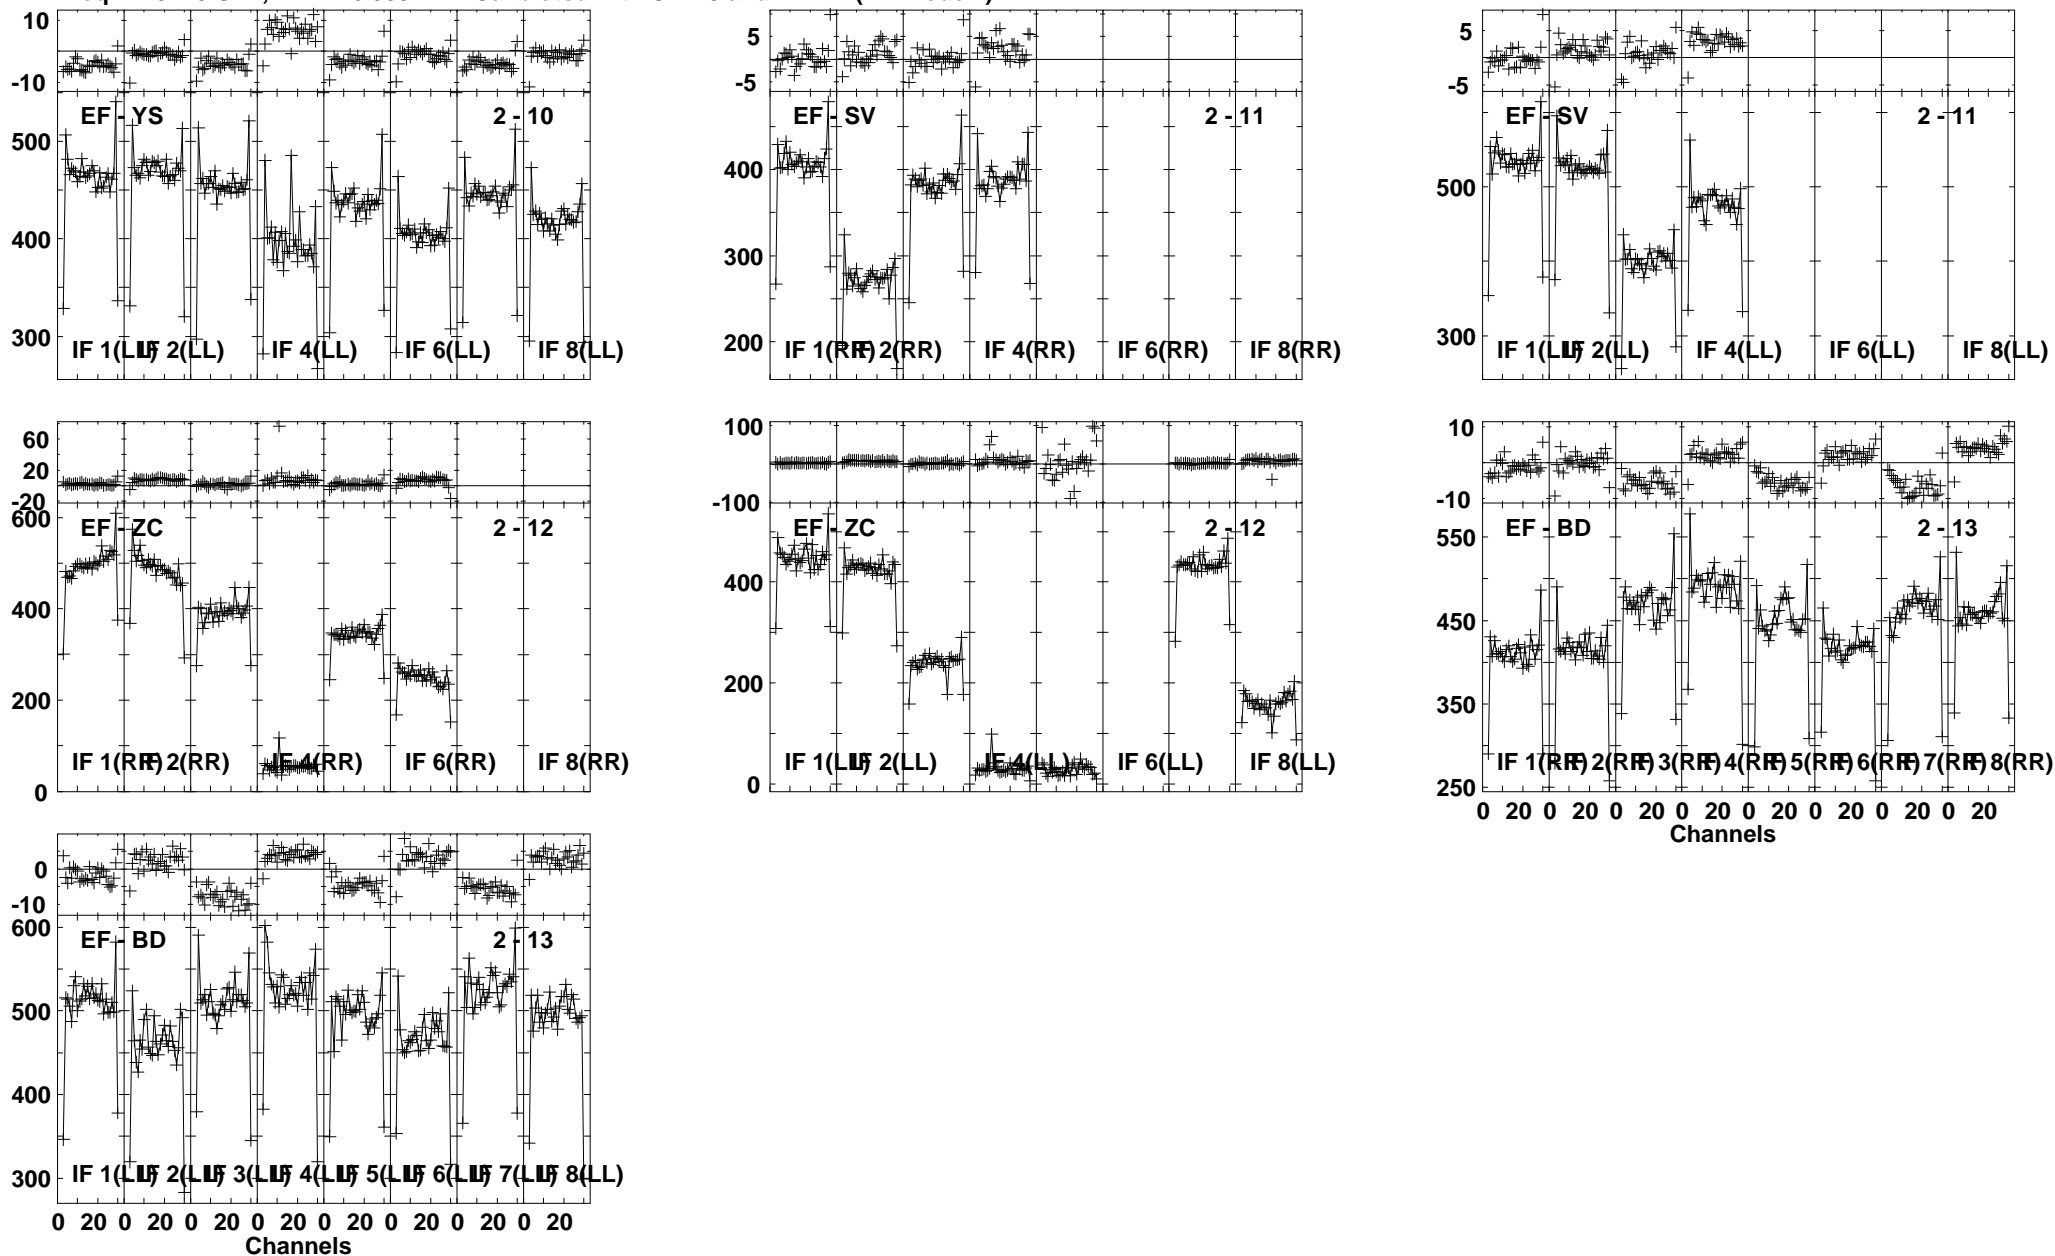 10
-10
EF - YS
2 - 10
500
400
300
IF 1(LL)
IF 2(LL)
IF 4(LL)
IF 6(LL)
IF 8(LL)
5
-5
EF - SV
2 - 11
400
300
200
IF 1(RR)
IF 2(RR)
IF 4(RR)
IF 6(RR)
IF 8(RR)
5
-5
EF - SV
2 - 11
500
300
IF 1(LL)
IF 2(LL)
IF 4(LL)
IF 6(LL)
IF 8(LL)
60
20
-20
EF - ZC
2 - 12
600
400
200
0
IF 1(RR)
IF 2(RR)
IF 4(RR)
IF 6(RR)
IF 8(RR)
100
-100
EF - ZC
2 - 12
400
200
0
IF 1(LL)
IF 2(LL)
IF 4(LL)
IF 6(LL)
IF 8(LL)
10
-10
EF - BD
2 - 13
550
450
350
250
IF 1(RR)
IF 2(RR)
IF 3(RR)
IF 4(RR)
IF 5(RR)
IF 6(RR)
IF 7(RR)
IF 8(RR)
0 20 0 20 0 20 0 20 0 20 0 20 0 20 0 20
Channels
0
-10
EF - BD
2 - 13
600
500
400
300
IF 1(LL)
IF 2(LL)
IF 3(LL)
IF 4(LL)
IF 5(LL)
IF 6(LL)
IF 7(LL)
IF 8(LL)
0 20 0 20 0 20 0 20 0 20 0 20 0 20 0 20
Channels